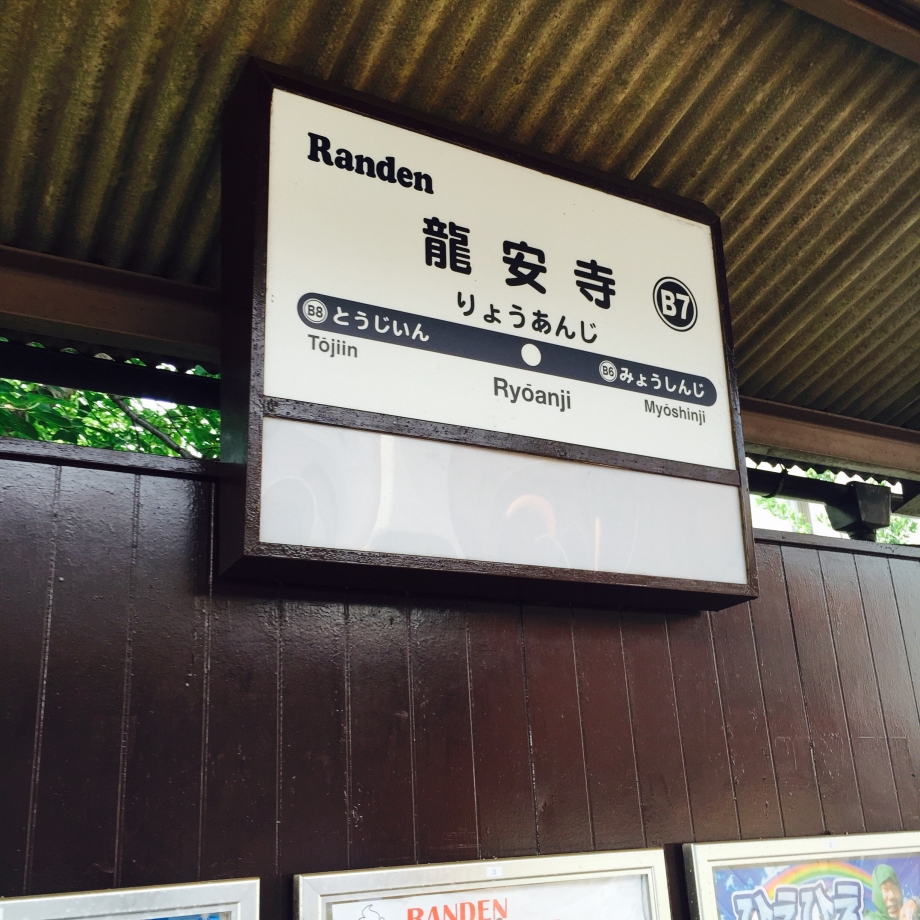 Randen
龍安寺
りょうあんじ
B7
B8 とうじいん
Tōjiin
Ryōanji
B6 みょうしんじ
Myōshinji
RANDEN